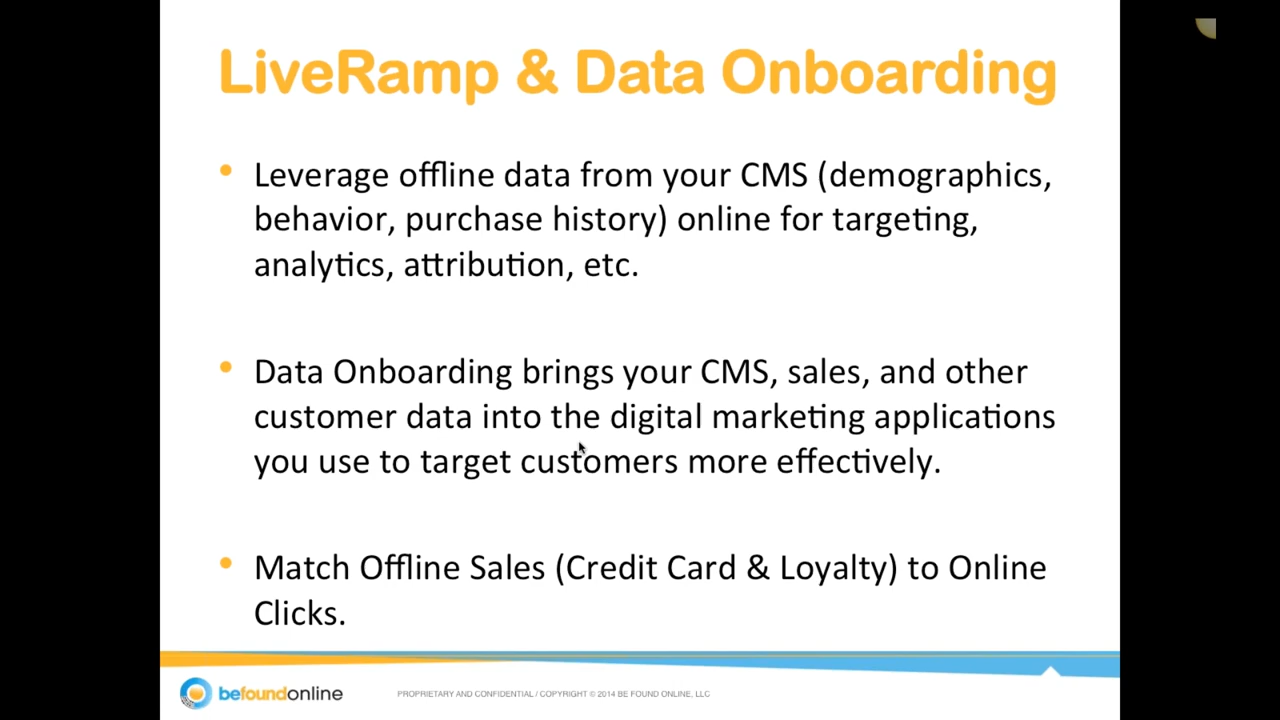 LiveRamp & Data Onboarding
• Leverage offline data from your CMS (demographics,
behavior, purchase history) online for targeting,
analytics, attribution, etc.
• Data Onboarding brings your CMS, sales, and other
customer data into the digital marketing applications
you use to target customers more effectively.
• Match Offline Sales (Credit Card & Loyalty) to Online
Clicks.
befoundonline
PROPRIETARY AND CONFIDENTIAL / COPYRIGHT © 2014 BE FOUND ONLINE, LLC